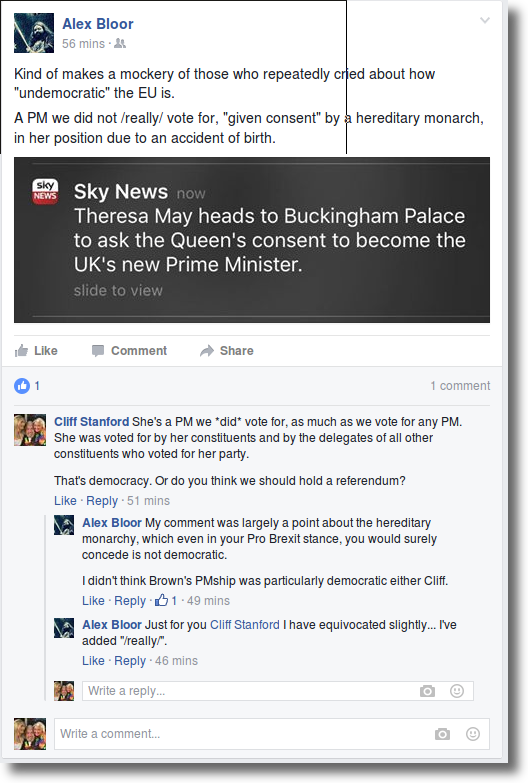 Alex Bloor
56 mins ·
Kind of makes a mockery of those who repeatedly cried about how
"undemocratic" the EU is.
A PM we did not /really/ vote for, "given consent" by a hereditary monarch,
in her position due to an accident of birth.
sky NEWS
Sky News now
Theresa May heads to Buckingham Palace
to ask the Queen's consent to become the
UK's new Prime Minister.
slide to view
Like Comment Share
1 1 comment
Cliff Stanford She's a PM we *did* vote for, as much as we vote for any PM.
She was voted for by her constituents and by the delegates of all other
constituents who voted for her party.
That's democracy. Or do you think we should hold a referendum?
Like · Reply · 51 mins
Alex Bloor My comment was largely a point about the hereditary
monarchy, which even in your Pro Brexit stance, you would surely
concede is not democratic.
I didn't think Brown's PMship was particularly democratic either Cliff.
Like · Reply · 1 · 49 mins
Alex Bloor Just for you Cliff Stanford I have equivocated slightly... I've
added "/really/".
Like · Reply · 46 mins
Write a reply...
Write a comment...